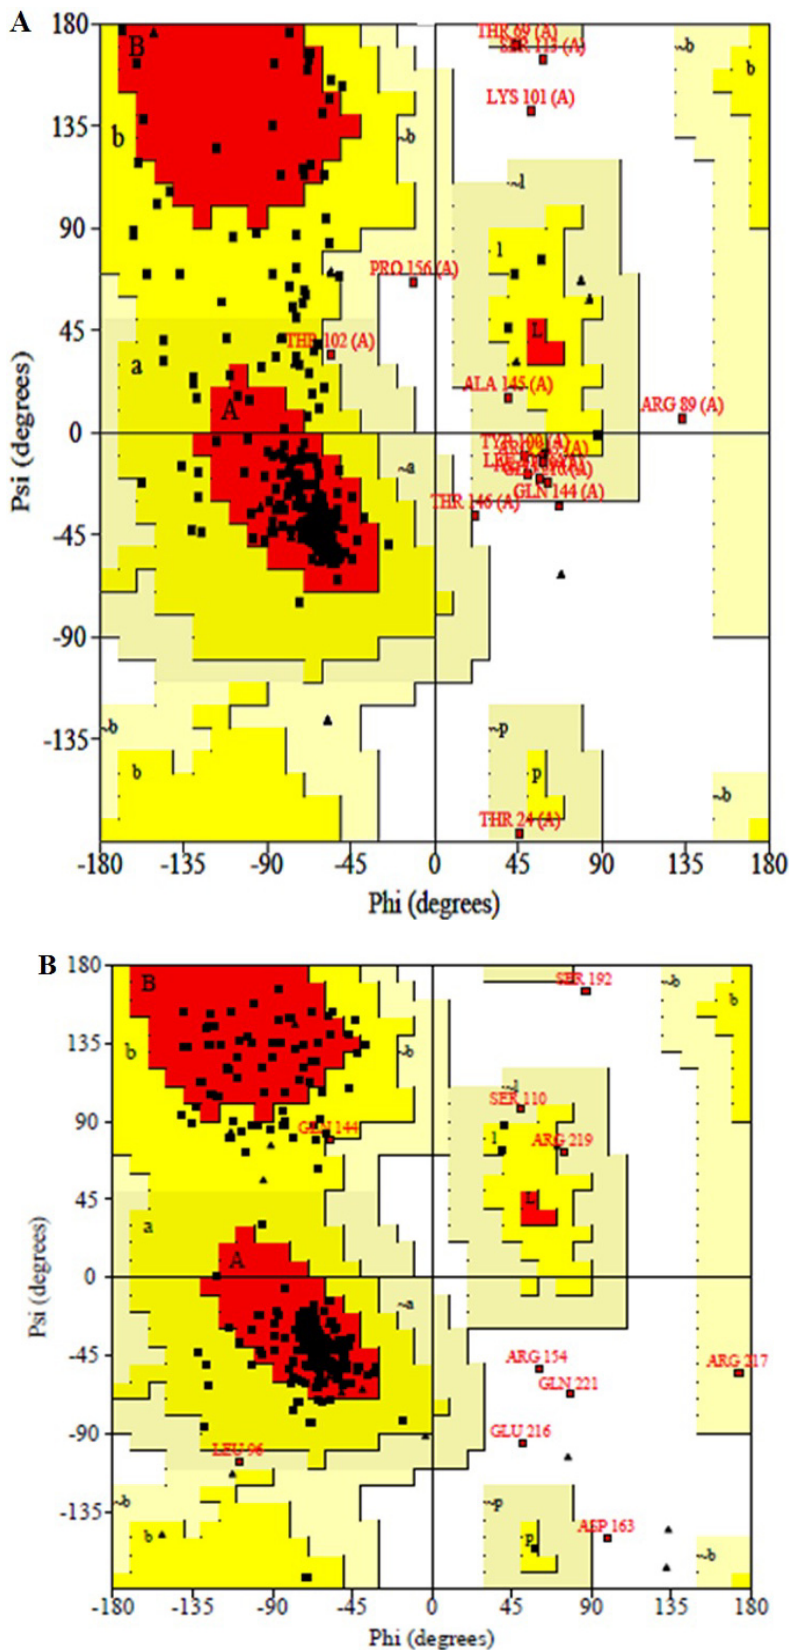 A
180
135
90
45
0
-45
-90
-135
-180 -135 -90 -45 0 45 90 135 180
Psi (degrees)
Phi (degrees)
B
b
~b
~b
b
~l
l
L
a
A
~a
~b
b
~p
p
~b
THR 69 (A)
SER 113 (A)
LYS 101 (A)
PRO 156 (A)
THR 102 (A)
ALA 145 (A)
ARG 89 (A)
TYR 100 (A)
GLN 144 (A)
THR 146 (A)
THR 24 (A)
B
180
135
90
45
0
-45
-90
-135
-180 -135 -90 -45 0 45 90 135 180
Psi (degrees)
Phi (degrees)
B
b
~b
~b
b
~l
l
L
a
A
~a
~b
b
~p
p
~b
SER 192
SER 110
GLN 144
ARG 219
ARG 154
ARG 217
GLN 221
GLU 216
LEU 96
ASP 163